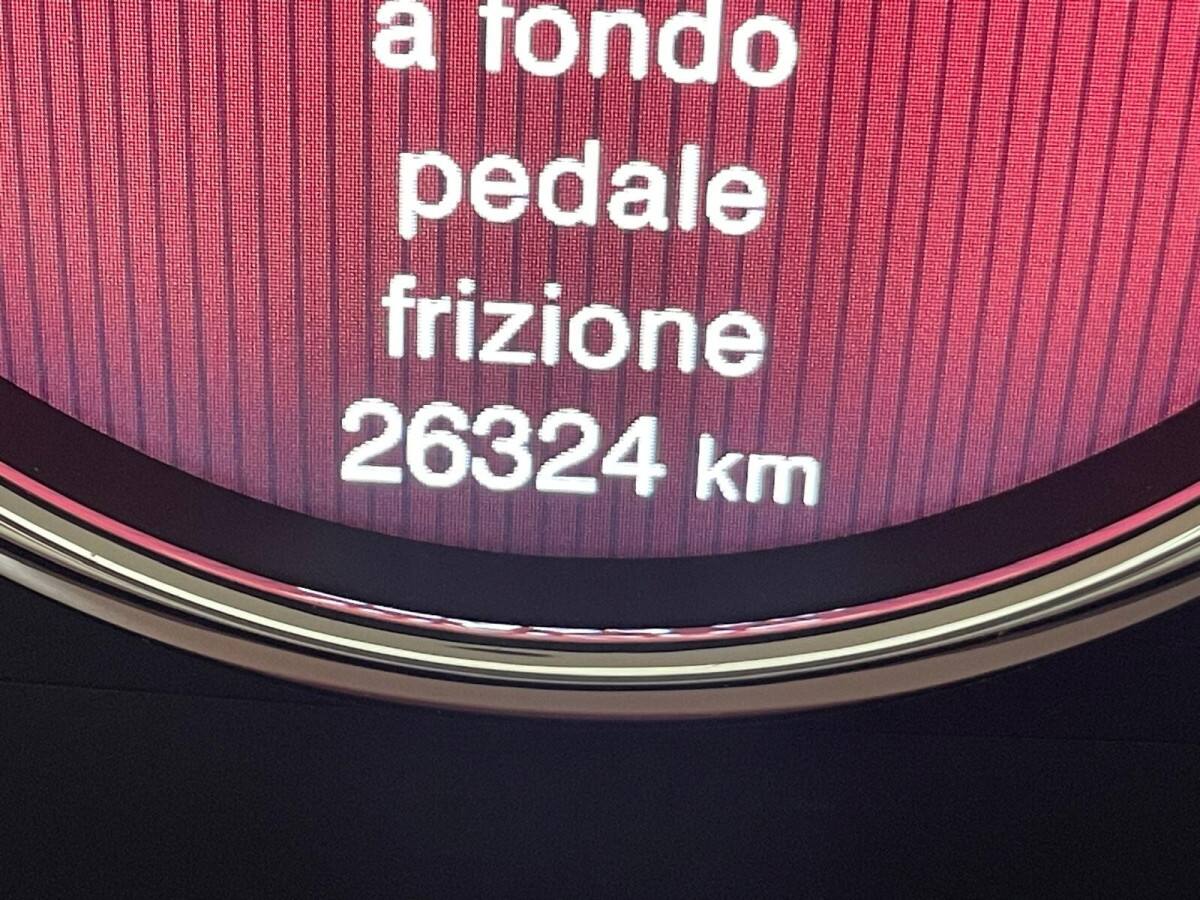 a fondo
pedale
frizione
26324 km